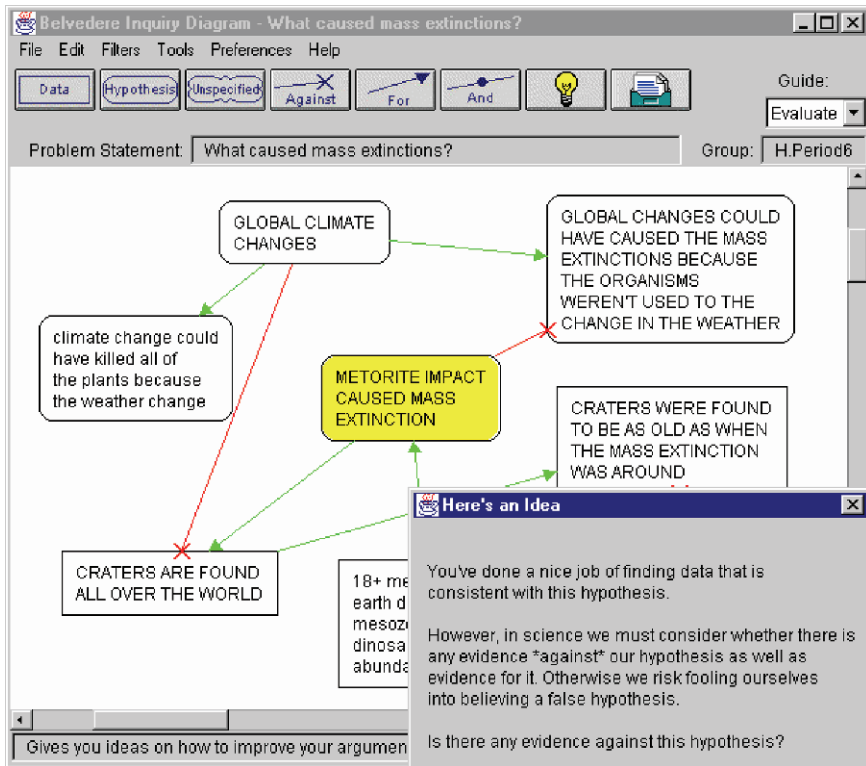 Belvedere Inquiry Diagram - What caused mass extinctions?
File Edit Filters Tools Preferences Help
Data Hypothesis Unspecified Against For And
Guide:
Evaluate
Problem Statement: What caused mass extinctions?
Group: H.Period6
GLOBAL CLIMATE
CHANGES
GLOBAL CHANGES COULD
HAVE CAUSED THE MASS
EXTINCTIONS BECAUSE
THE ORGANISMS
WEREN'T USED TO THE
CHANGE IN THE WEATHER
climate change could
have killed all of
the plants because
the weather change
METORITE IMPACT
CAUSED MASS
EXTINCTION
CRATERS WERE FOUND
TO BE AS OLD AS WHEN
THE MASS EXTINCTION
WAS AROUND
CRATERS ARE FOUND
ALL OVER THE WORLD
18+ me
earth d
mesozo
dinosa
abunda
Here's an Idea
You've done a nice job of finding data that is
consistent with this hypothesis.
However, in science we must consider whether there is
any evidence *against* our hypothesis as well as
evidence for it. Otherwise we risk fooling ourselves
into believing a false hypothesis.
Is there any evidence against this hypothesis?
Gives you ideas on how to improve your argumen